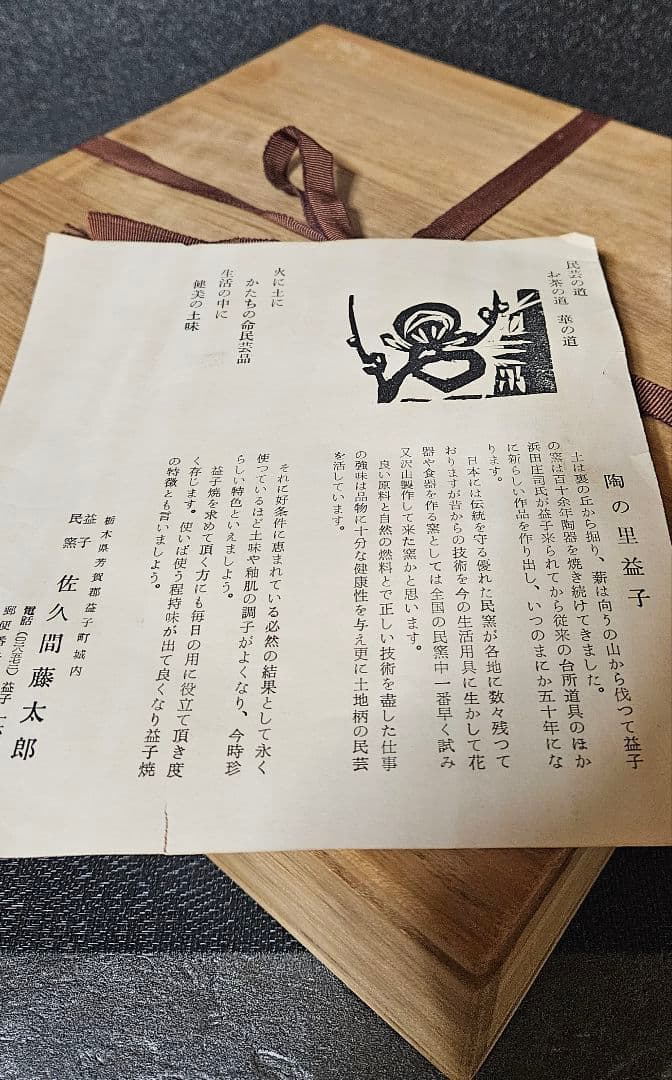 民芸の道
お茶の道 華の道
火に土に
かたちの命民芸品
生活の中に
健美の土味
陶の里益子
土は裏の丘から掘り、薪は向うの山から伐つて益子
の窯は百十余年陶器を焼き続けてきました。
浜田庄司氏が益子来られてから従来の台所道具のほか
に新らしい作品を作り出し、いつのまにか五十年にな
ります。
日本には伝統を守る優れた民窯が各地に数々残つて
おりますが昔からの技術を今の生活用具に生かして花
器や食器を作る窯としては全国の民窯中一番早く試み
又沢山製作して来た窯かと思います。
良い原料と自然の燃料とで正しい技術を盡した仕事
の強味は品物に十分な健康性を与え更に土地柄の民芸
を活しています。
それに好条件に恵まれている必然の結果として永く
使つているほど土味や釉肌の調子がよくなり、今時珍
らしい特色といえましよう。
益子焼を求めて頂く方にも毎日の用に役立て頂き度
く存じます。使いば使う程持味が出て良くなり益子焼
の特徴とも言いましよう。
栃木県芳賀郡益子町城内
益子
民窯 佐久間藤太郎
電話
郵便番号
益子